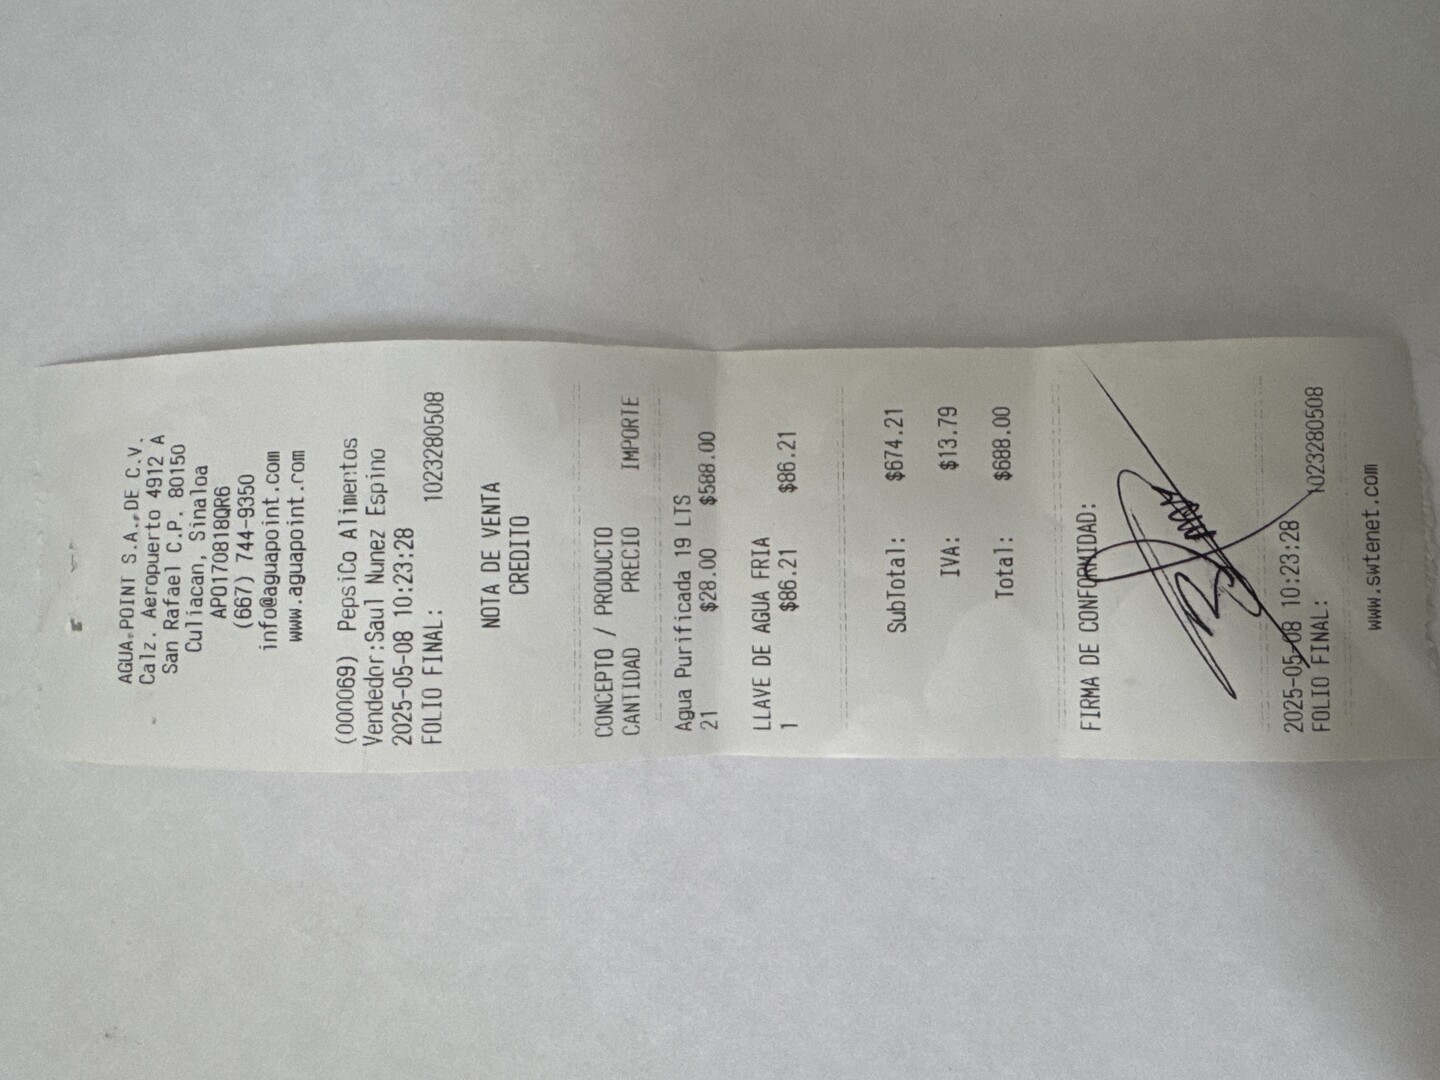 AGUA POINT S.A. DE C.V.
Calz. Aeropuerto 4912 A
San Rafael C.P. 80150
Culiacan, Sinaloa
APO170818QR6
(667) 744-9350
info@aguapoint.com
www.aguapoint.com
(000069) PepsiCo Alimentos
Vendedor:Saul Nunez Espino
2025-05-08 10:23:28
FOLIO FINAL: 1023280508
NOTA DE VENTA
CREDITO
CONCEPTO / PRODUCTO
CANTIDAD PRECIO IMPORTE
Agua Purificada 19 LTS
21 $28.00 $588.00
LLAVE DE AGUA FRIA
1 $86.21 $86.21
SubTotal: $674.21
IVA: $13.79
Total: $688.00
FIRMA DE CONFORMIDAD:
2025-05-08 10:23:28
FOLIO FINAL: 1023280508
www.swtenet.com